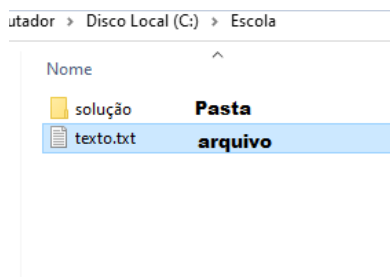 utador > Disco Local (C:) > Escola
Nome
solução Pasta
texto.txt arquivo